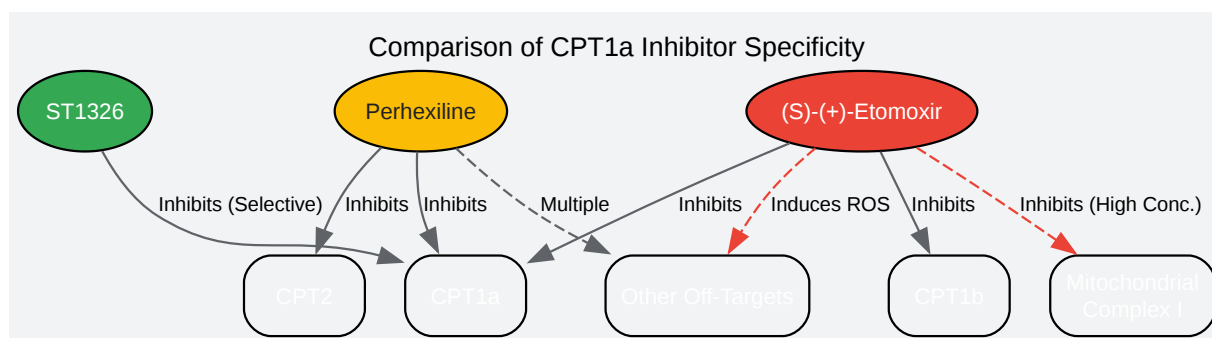 Comparison of CPT1a Inhibitor Specificity
ST1326
Perhexiline
(S)-(+)-Etomoxir
Inhibits (Selective)
Inhibits
Inhibits
Multiple
Inhibits
Induces ROS
Inhibits
Inhibits (High Conc.)
CPT2
CPT1a
Other Off-Targets
CPT1b
Mitochondrial
Complex I